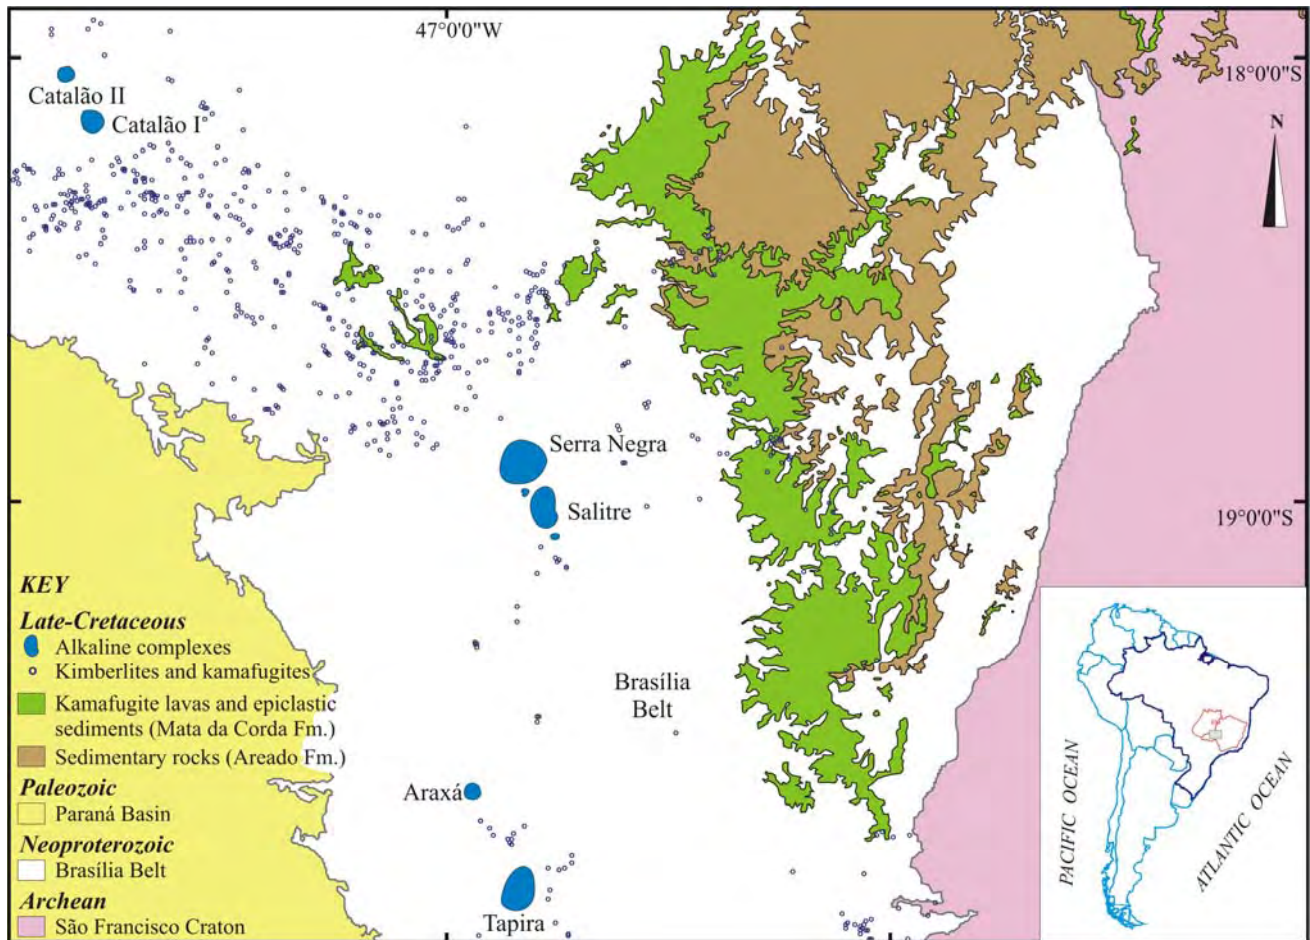 47°0'0"W
18°0'0"S
Catalão II
Catalão I
N
Serra Negra
Salitre
19°0'0"S
Brasília
Belt
Araxá
Tapira
KEY
Late-Cretaceous
Alkaline complexes
Kimberlites and kamafugites
Kamafugite lavas and epiclastic
sediments (Mata da Corda Fm.)
Sedimentary rocks (Areado Fm.)
Paleozoic
Paraná Basin
Neoproterozoic
Brasília Belt
Archean
São Francisco Craton
PACIFIC OCEAN
ATLANTIC OCEAN